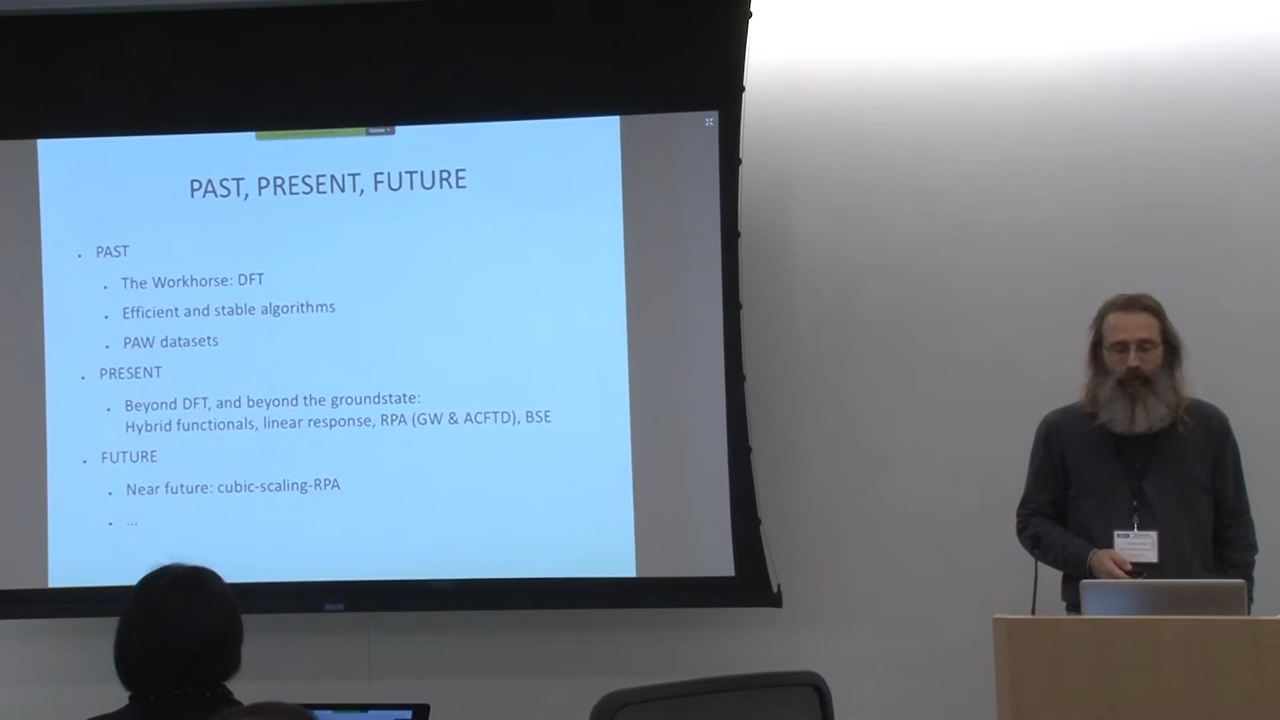 PAST, PRESENT, FUTURE
. PAST
. The Workhorse: DFT
. Efficient and stable algorithms
. PAW datasets
. PRESENT
. Beyond DFT, and beyond the groundstate:
Hybrid functionals, linear response, RPA (GW & ACFTD), BSE
. FUTURE
. Near future: cubic-scaling-RPA
. ...